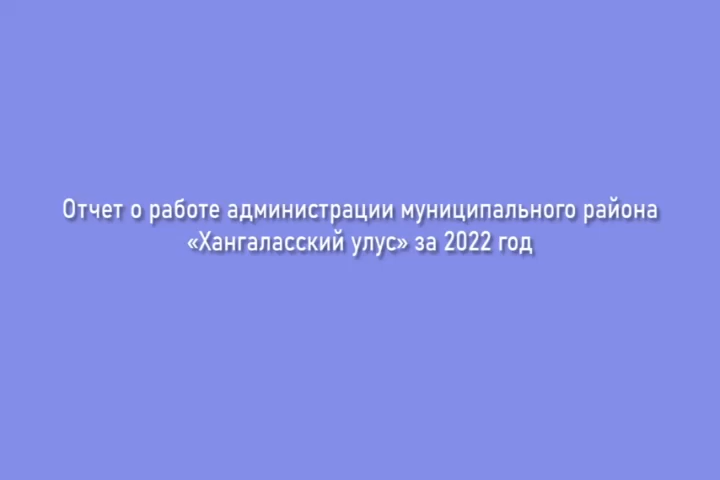 Отчет о работе администрации муниципального района
«Хангаласский улус» за 2022 год